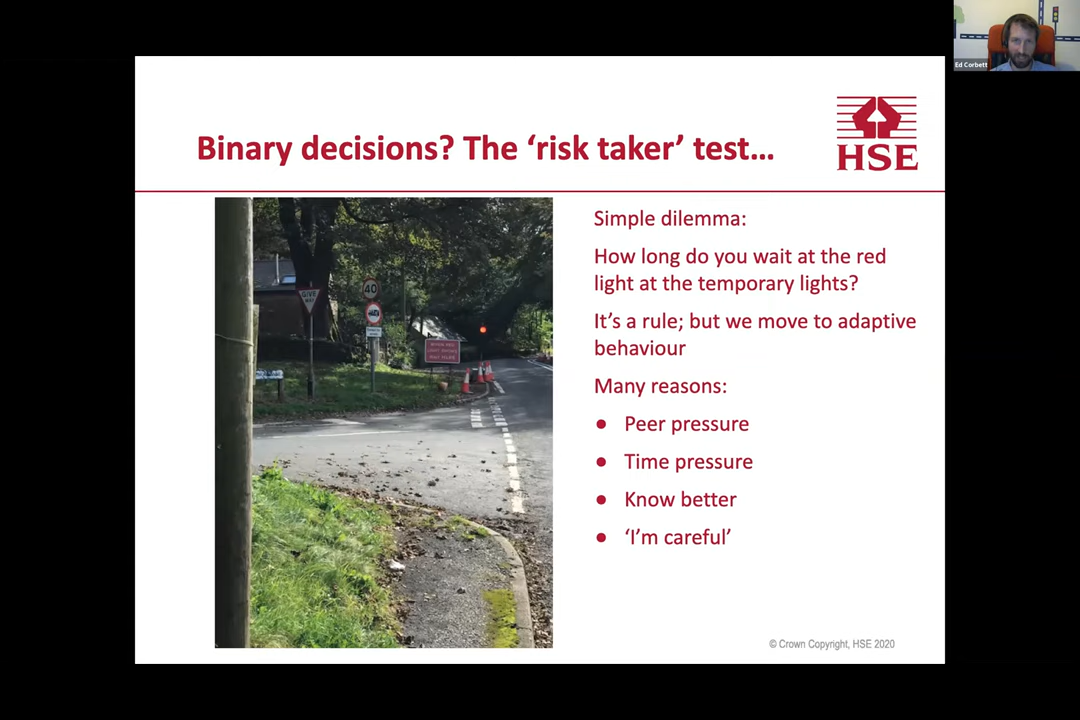 Ed Corbett
Binary decisions? The ‘risk taker’ test…
HSE
Simple dilemma:
How long do you wait at the red
light at the temporary lights?
It’s a rule; but we move to adaptive
behaviour
Many reasons:
● Peer pressure
● Time pressure
● Know better
● ‘I’m careful’
GIVE
WAY
40
WHEN RED
LIGHT SHOWS
WAIT HERE
© Crown Copyright, HSE 2020